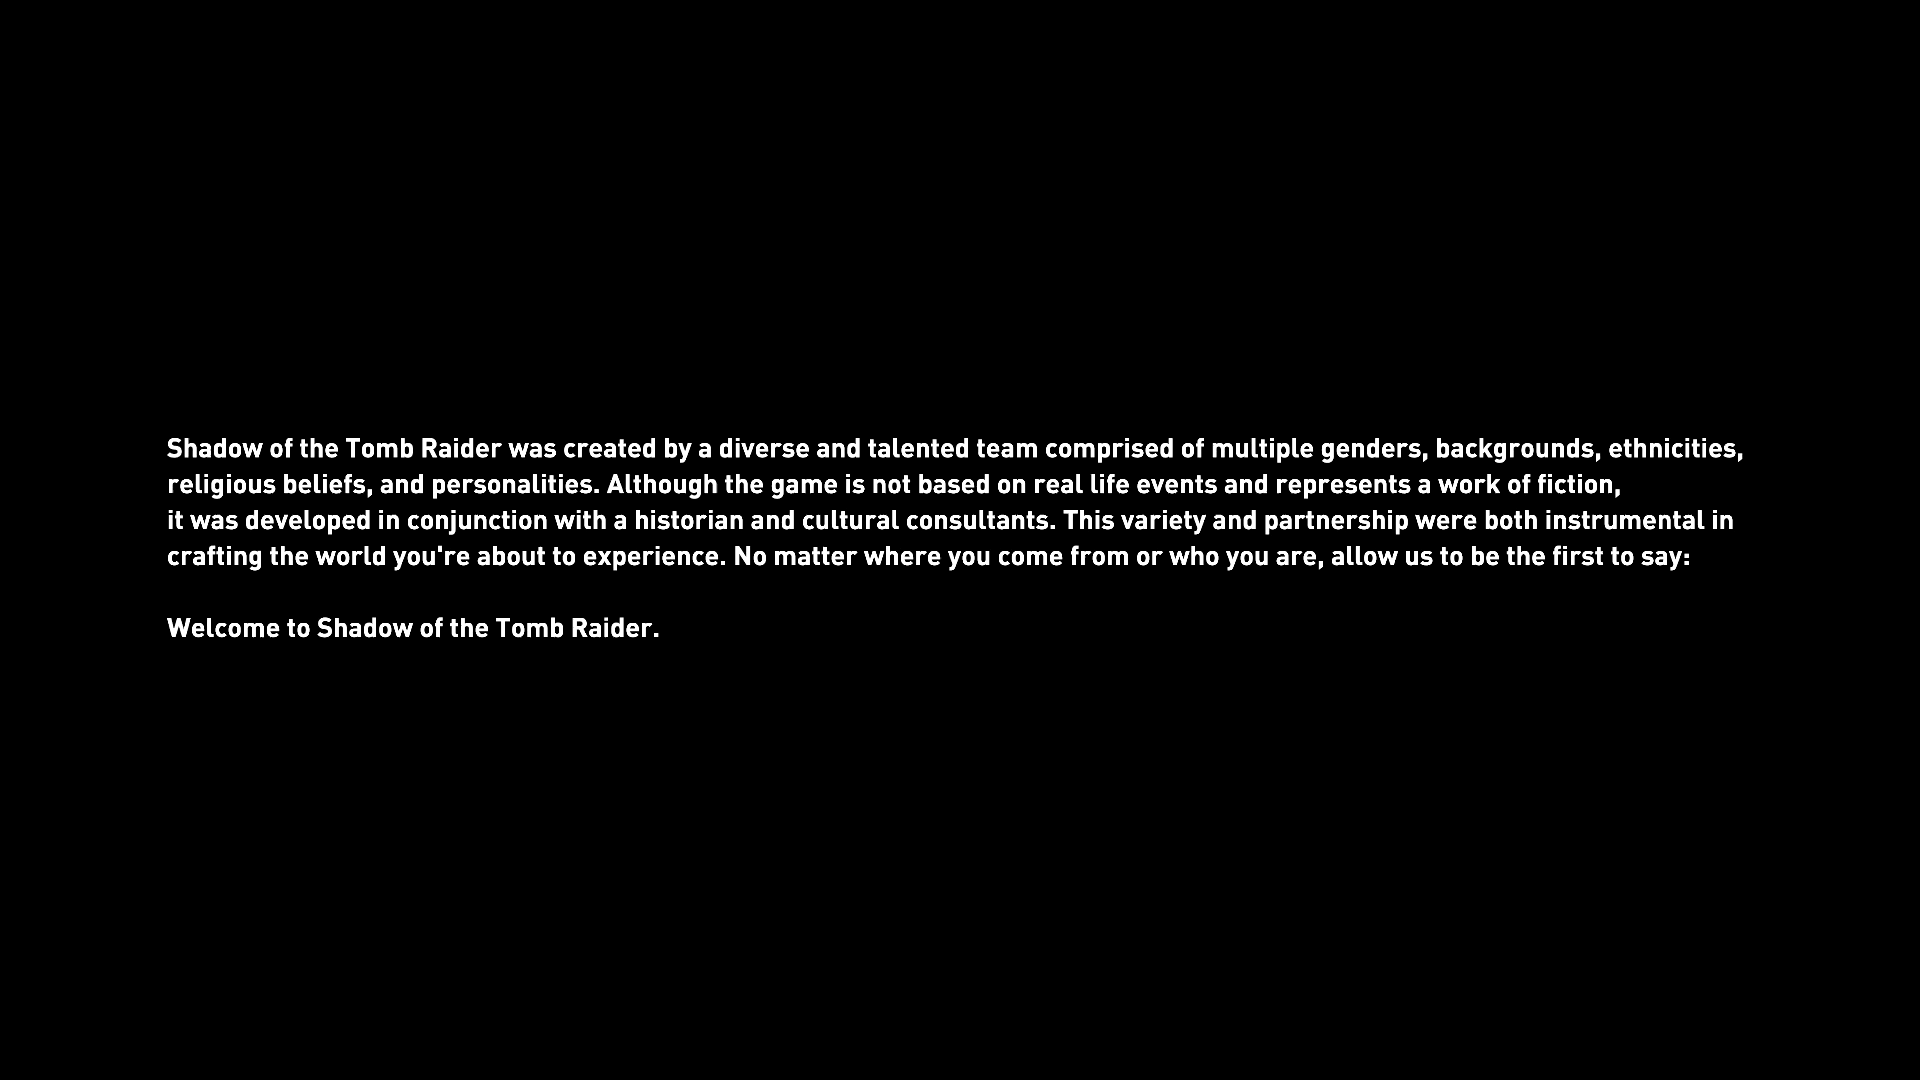 Shadow of the Tomb Raider was created by a diverse and talented team comprised of multiple genders, backgrounds, ethnicities,
religious beliefs, and personalities. Although the game is not based on real life events and represents a work of fiction,
it was developed in conjunction with a historian and cultural consultants. This variety and partnership were both instrumental in
crafting the world you're about to experience. No matter where you come from or who you are, allow us to be the first to say:
Welcome to Shadow of the Tomb Raider.